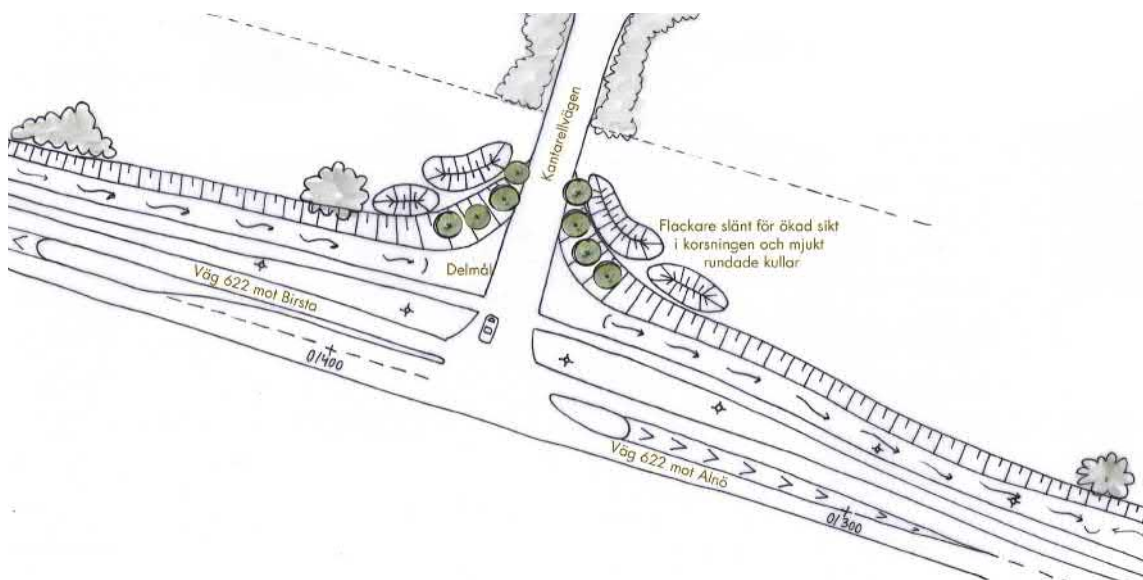 Kantarellvägen
Flackare slänt för ökad sikt
i korsningen och mjukt
rundade kullar
Delmål
Väg 622 mot Birsta
0/400
Väg 622 mot Alnö
0/300